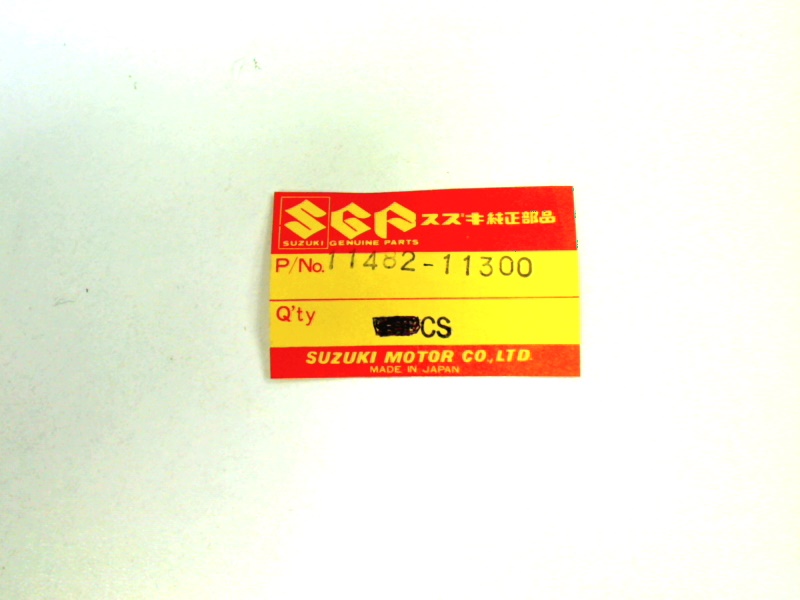 SGP スズキ純正部品
SUZUKI GENUINE PARTS
P/No. 11482-11300
Q'ty CS
SUZUKI MOTOR CO.,LTD.
MADE IN JAPAN